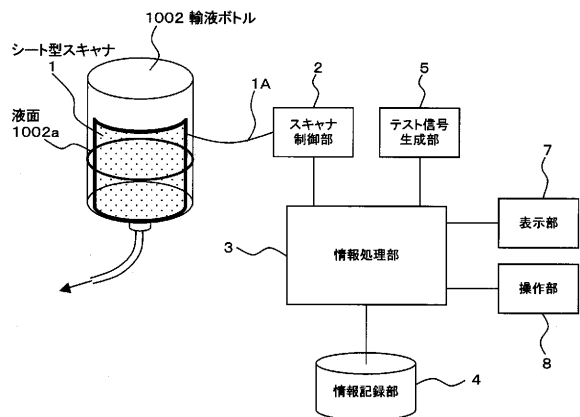 1002 輸液ボトル
シート型スキャナ
1
液面
1002a
1A
2
スキャナ
制御部
5
テスト信号
生成部
7
表示部
3
情報処理部
操作部
8
情報記録部
4